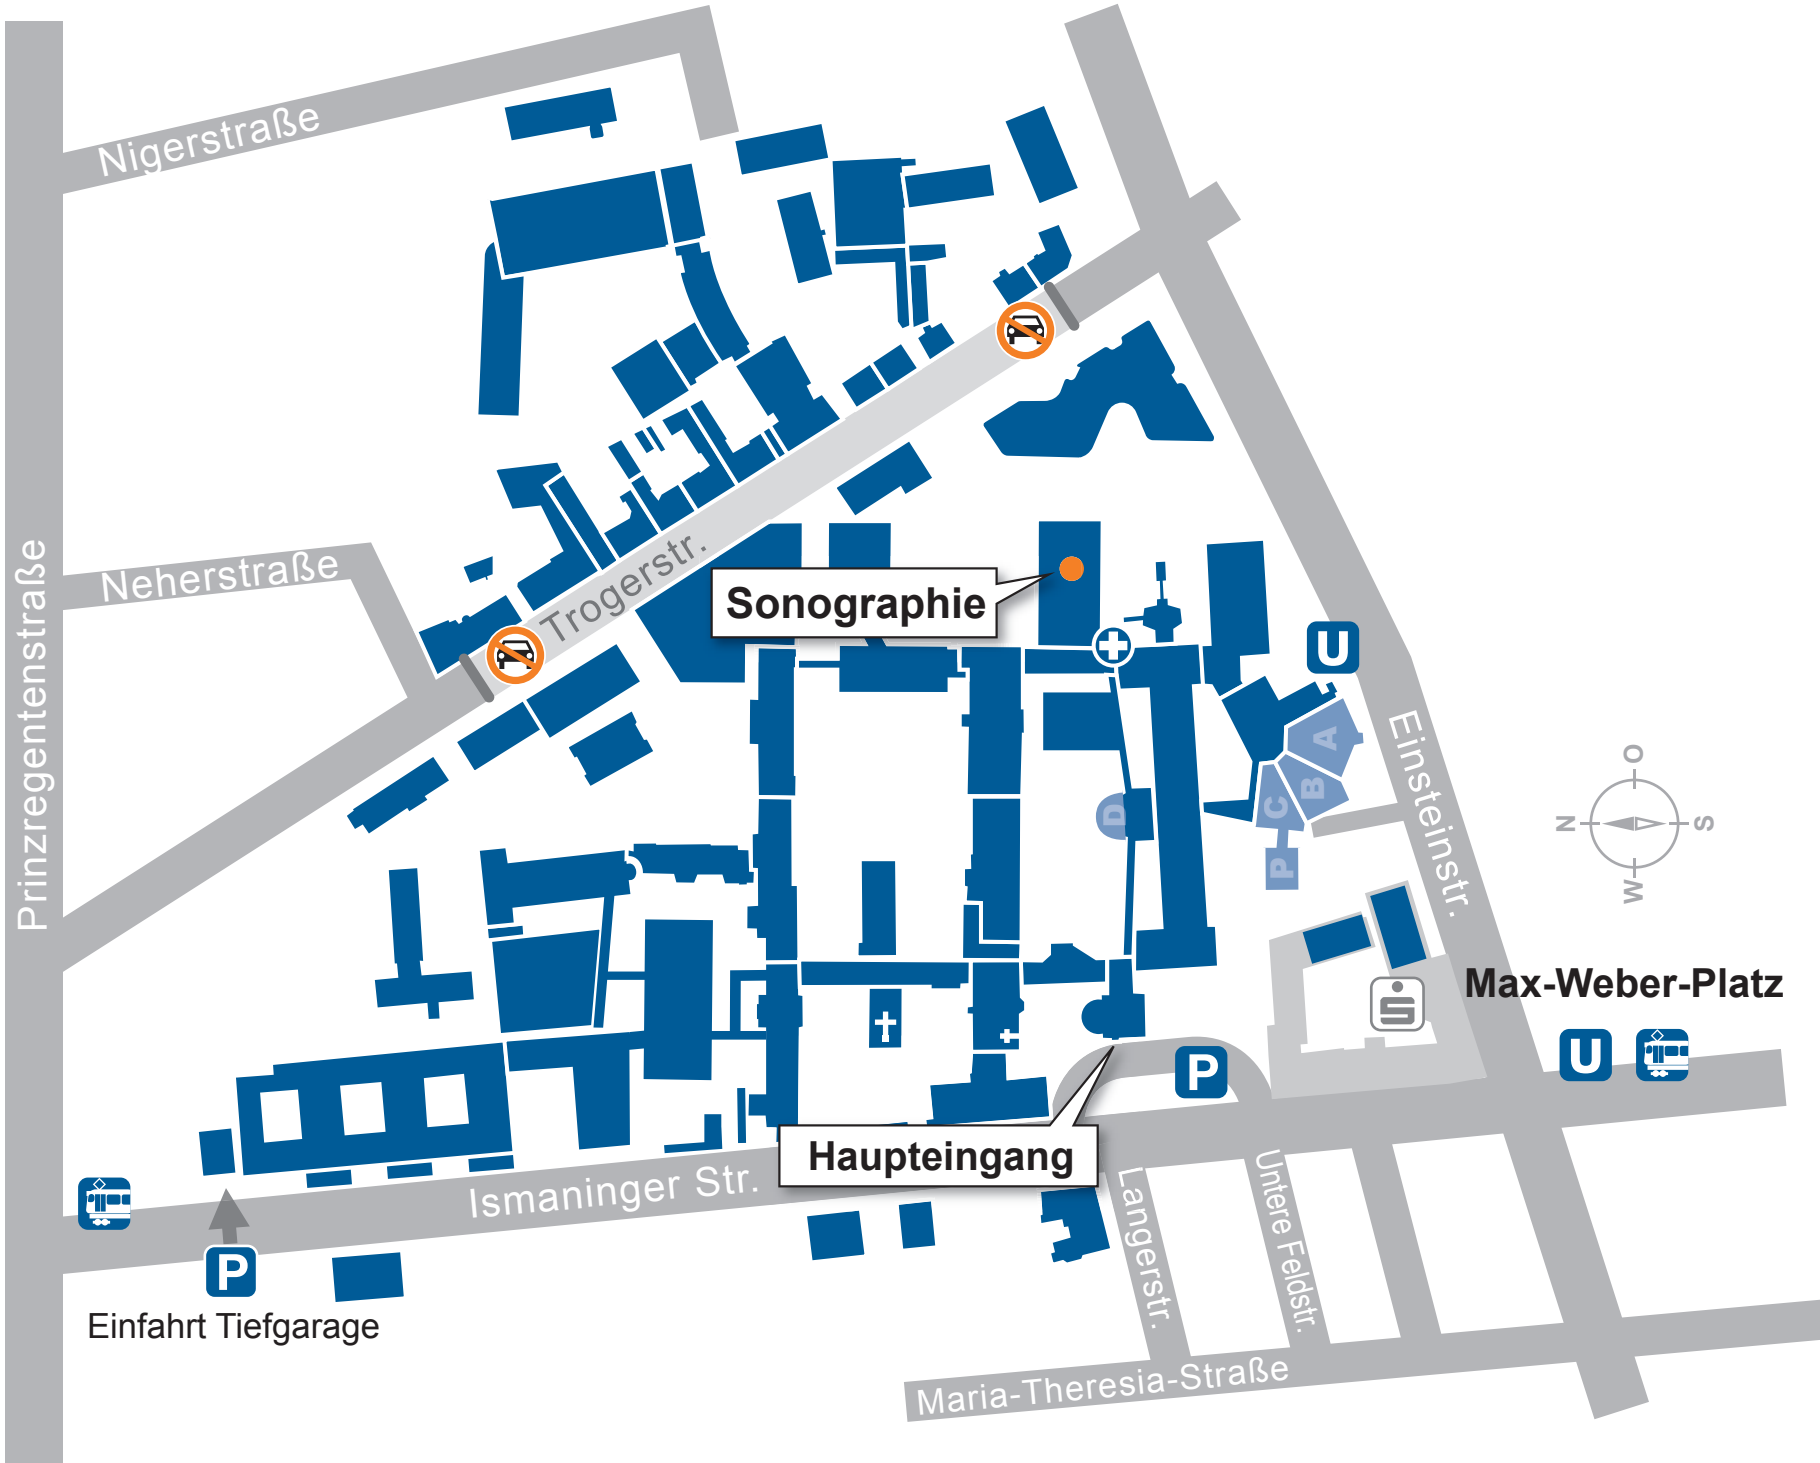 Nigerstraße
Prinzregentenstraße
Neherstraße
Trogerstr.
Sonographie
U
Einsteinstr.
A
B
C
D
P
O
N
S
W
Max-Weber-Platz
S
U
P
Haupteingang
Ismaninger Str.
Langerstr.
Untere Feldstr.
P
Einfahrt Tiefgarage
Maria-Theresia-Straße